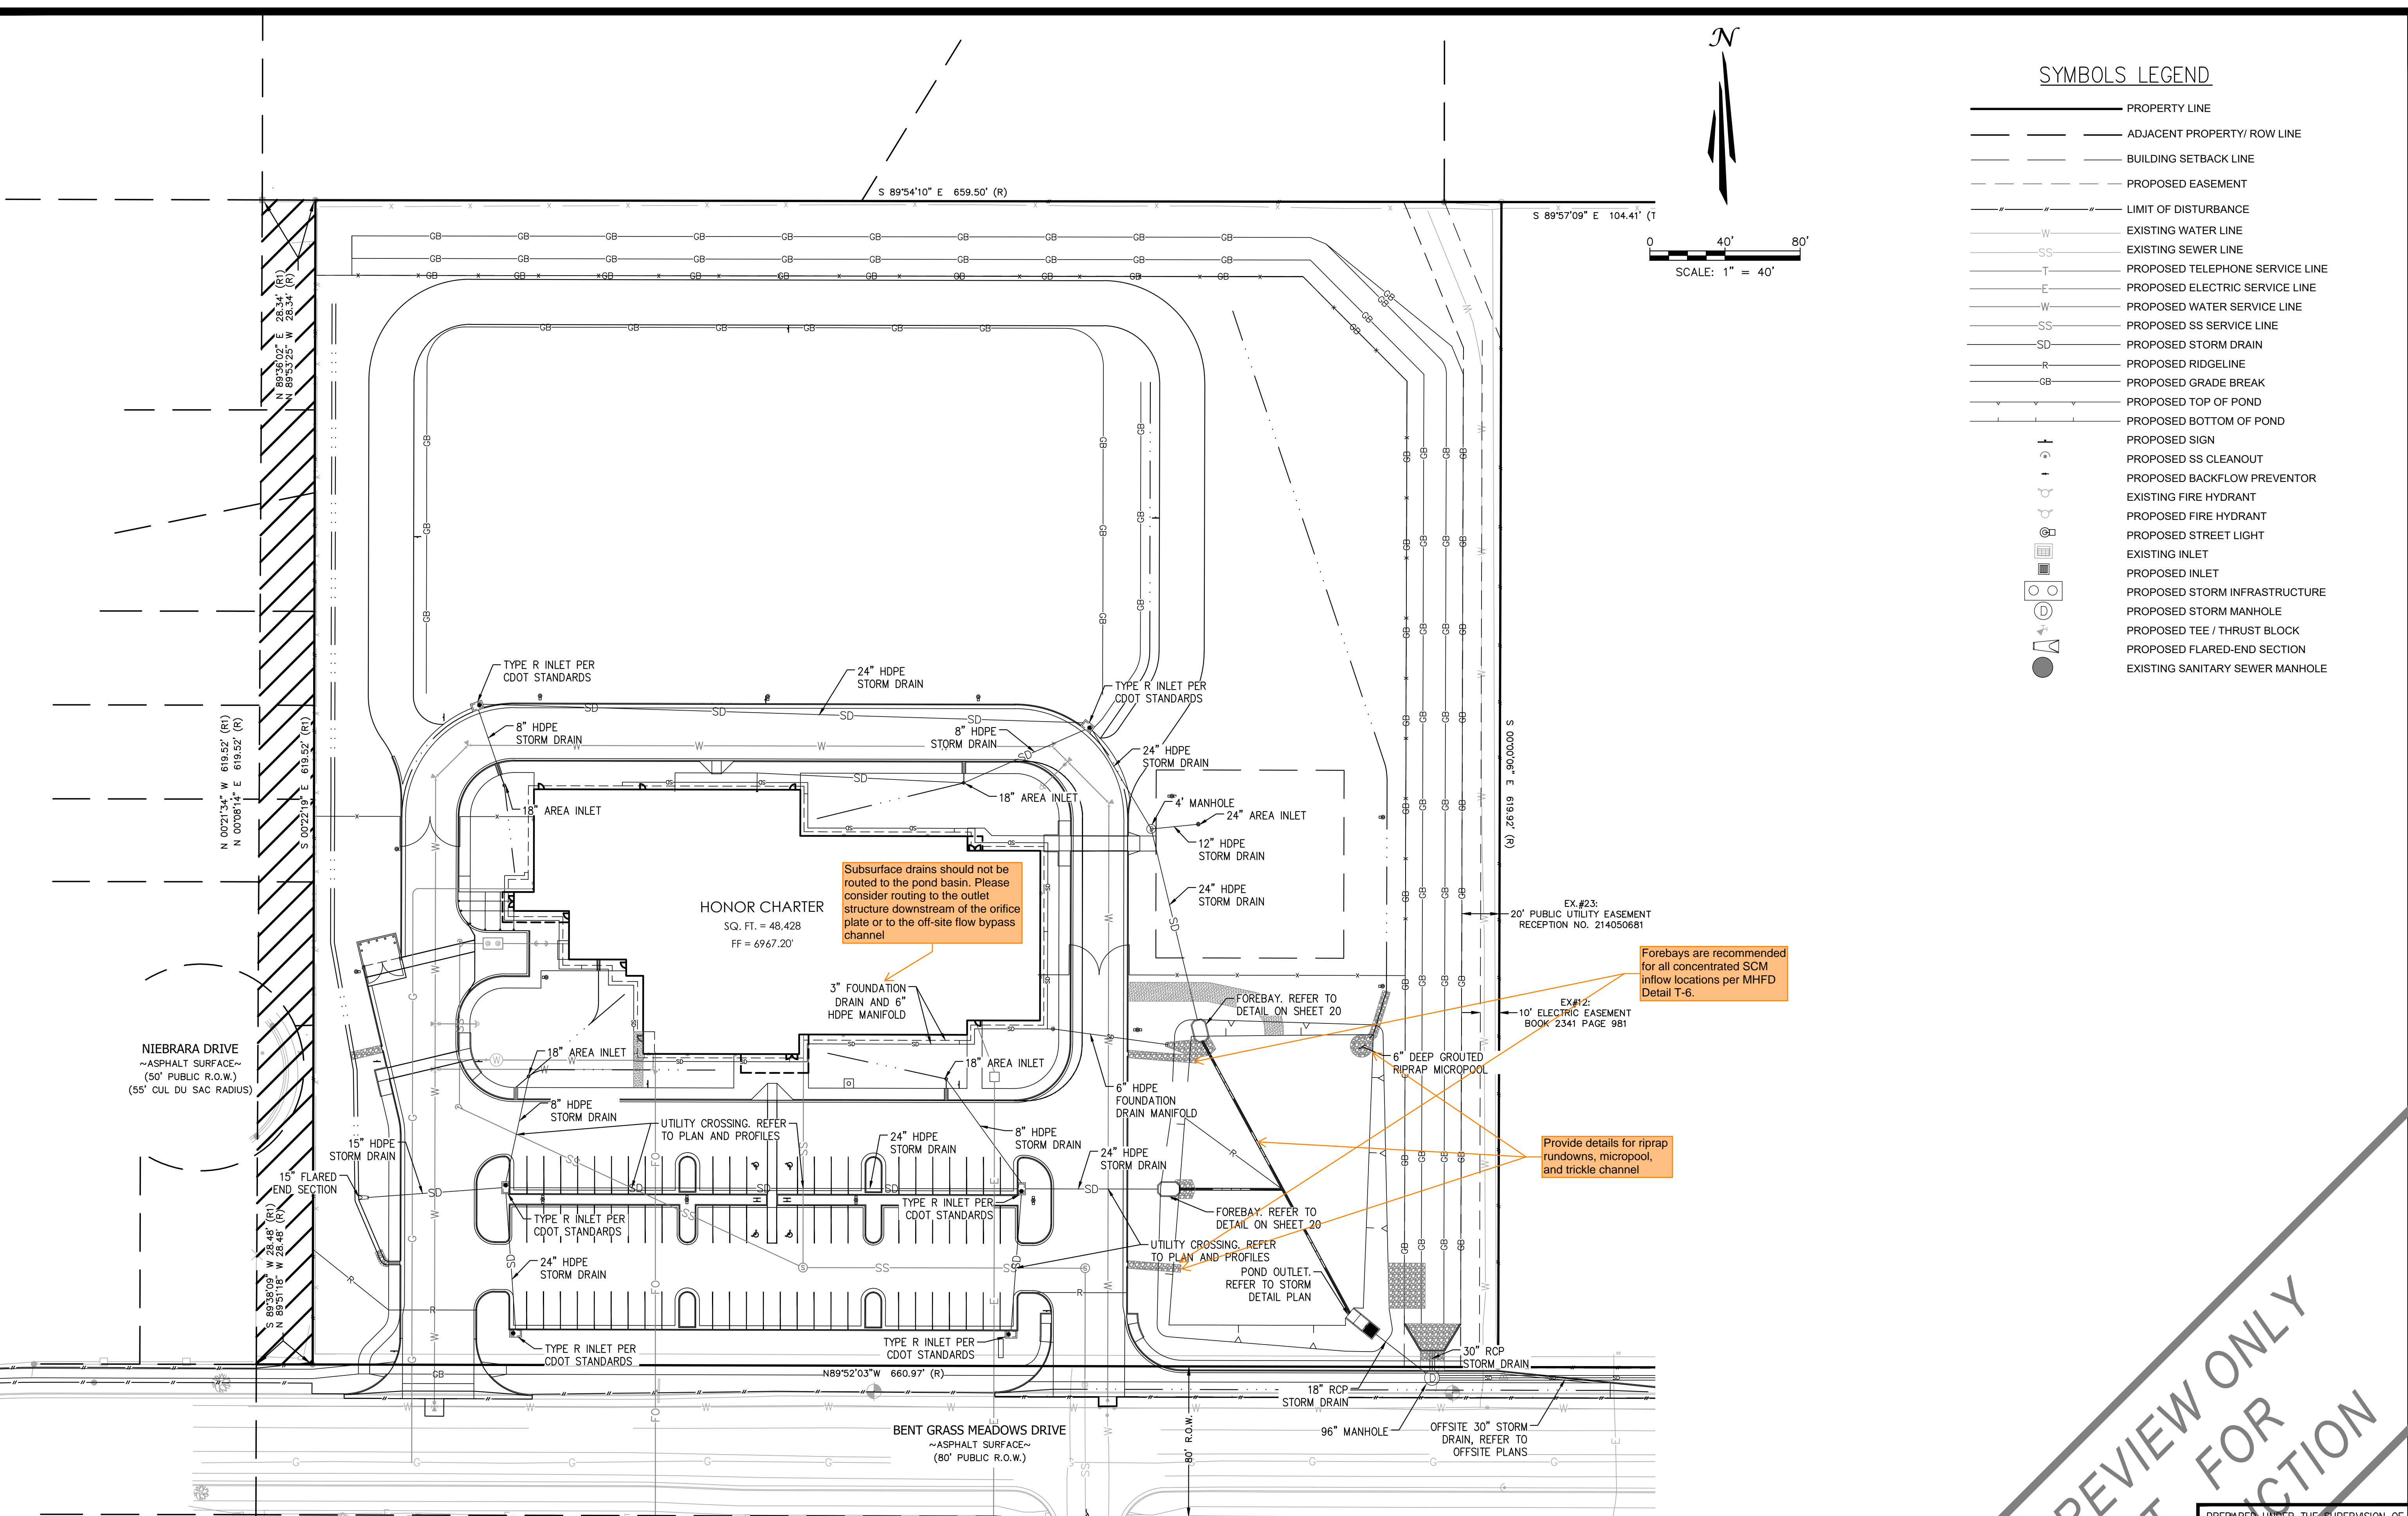 N
0 40' 80'
SCALE: 1" = 40'
SYMBOLS LEGEND
PROPERTY LINE
ADJACENT PROPERTY/ ROW LINE
BUILDING SETBACK LINE
PROPOSED EASEMENT
LIMIT OF DISTURBANCE
W EXISTING WATER LINE
SS EXISTING SEWER LINE
T PROPOSED TELEPHONE SERVICE LINE
E PROPOSED ELECTRIC SERVICE LINE
W PROPOSED WATER SERVICE LINE
SS PROPOSED SS SERVICE LINE
SD PROPOSED STORM DRAIN
R PROPOSED RIDGELINE
GB PROPOSED GRADE BREAK
PROPOSED TOP OF POND
PROPOSED BOTTOM OF POND
PROPOSED SIGN
PROPOSED SS CLEANOUT
PROPOSED BACKFLOW PREVENTOR
EXISTING FIRE HYDRANT
PROPOSED FIRE HYDRANT
PROPOSED STREET LIGHT
EXISTING INLET
PROPOSED INLET
PROPOSED STORM INFRASTRUCTURE
D PROPOSED STORM MANHOLE
PROPOSED TEE / THRUST BLOCK
PROPOSED FLARED-END SECTION
EXISTING SANITARY SEWER MANHOLE
S 89°54'10" E 659.50' (R)
S 89°57'09" E 104.41' (T
N 89°36'02" E 28.34' (R1)
N 89°53'25" W 28.34' (R)
N 00°21'34" W 619.52' (R1)
N 00°08'14" E 619.52' (R)
S 00°22'19" E 619.52' (R1)
S 00°00'06" E 619.92' (R)
TYPE R INLET PER
CDOT STANDARDS
24" HDPE
STORM DRAIN
TYPE R INLET PER
CDOT STANDARDS
8" HDPE
STORM DRAIN
8" HDPE
STORM DRAIN
24" HDPE
STORM DRAIN
18" AREA INLET
18" AREA INLET
4' MANHOLE
24" AREA INLET
12" HDPE
STORM DRAIN
24" HDPE
STORM DRAIN
HONOR CHARTER
SQ. FT. = 48,428
FF = 6967.20'
Subsurface drains should not be
routed to the pond basin. Please
consider routing to the outlet
structure downstream of the orifice
plate or to the off-site flow bypass
channel
3" FOUNDATION
DRAIN AND 6"
HDPE MANIFOLD
EX.#23:
20' PUBLIC UTILITY EASEMENT
RECEPTION NO. 214050681
Forebays are recommended
for all concentrated SCM
inflow locations per MHFD
Detail T-6.
EX#12:
10' ELECTRIC EASEMENT
BOOK 2341 PAGE 981
FOREBAY. REFER TO
DETAIL ON SHEET 20
6" DEEP GROUTED
RIPRAP MICROPOOL
NIEBRARA DRIVE
~ASPHALT SURFACE~
(50' PUBLIC R.O.W.)
(55' CUL DU SAC RADIUS)
18" AREA INLET
18" AREA INLET
6" HDPE
FOUNDATION
DRAIN MANIFOLD
8" HDPE
STORM DRAIN
UTILITY CROSSING. REFER
TO PLAN AND PROFILES
24" HDPE
STORM DRAIN
8" HDPE
STORM DRAIN
24" HDPE
STORM DRAIN
15" HDPE
STORM DRAIN
15" FLARED
END SECTION
Provide details for riprap
rundowns, micropool,
and trickle channel
TYPE R INLET PER
CDOT STANDARDS
TYPE R INLET PER
CDOT STANDARDS
FOREBAY. REFER TO
DETAIL ON SHEET 20
UTILITY CROSSING. REFER
TO PLAN AND PROFILES
24" HDPE
STORM DRAIN
POND OUTLET.
REFER TO STORM
DETAIL PLAN
S 89°38'09" W 28.48' (R1)
N 89°51'18" W 28.48' (R)
TYPE R INLET PER
CDOT STANDARDS
TYPE R INLET PER
CDOT STANDARDS
30" RCP
STORM DRAIN
N89°52'03"W 660.97' (R)
18" RCP
STORM DRAIN
96" MANHOLE
OFFSITE 30" STORM
DRAIN, REFER TO
OFFSITE PLANS
80' R.O.W.
BENT GRASS MEADOWS DRIVE
~ASPHALT SURFACE~
(80' PUBLIC R.O.W.)
REVIEW ONLY
FOR
PREPARED UNDER THE SUPERVISION OF